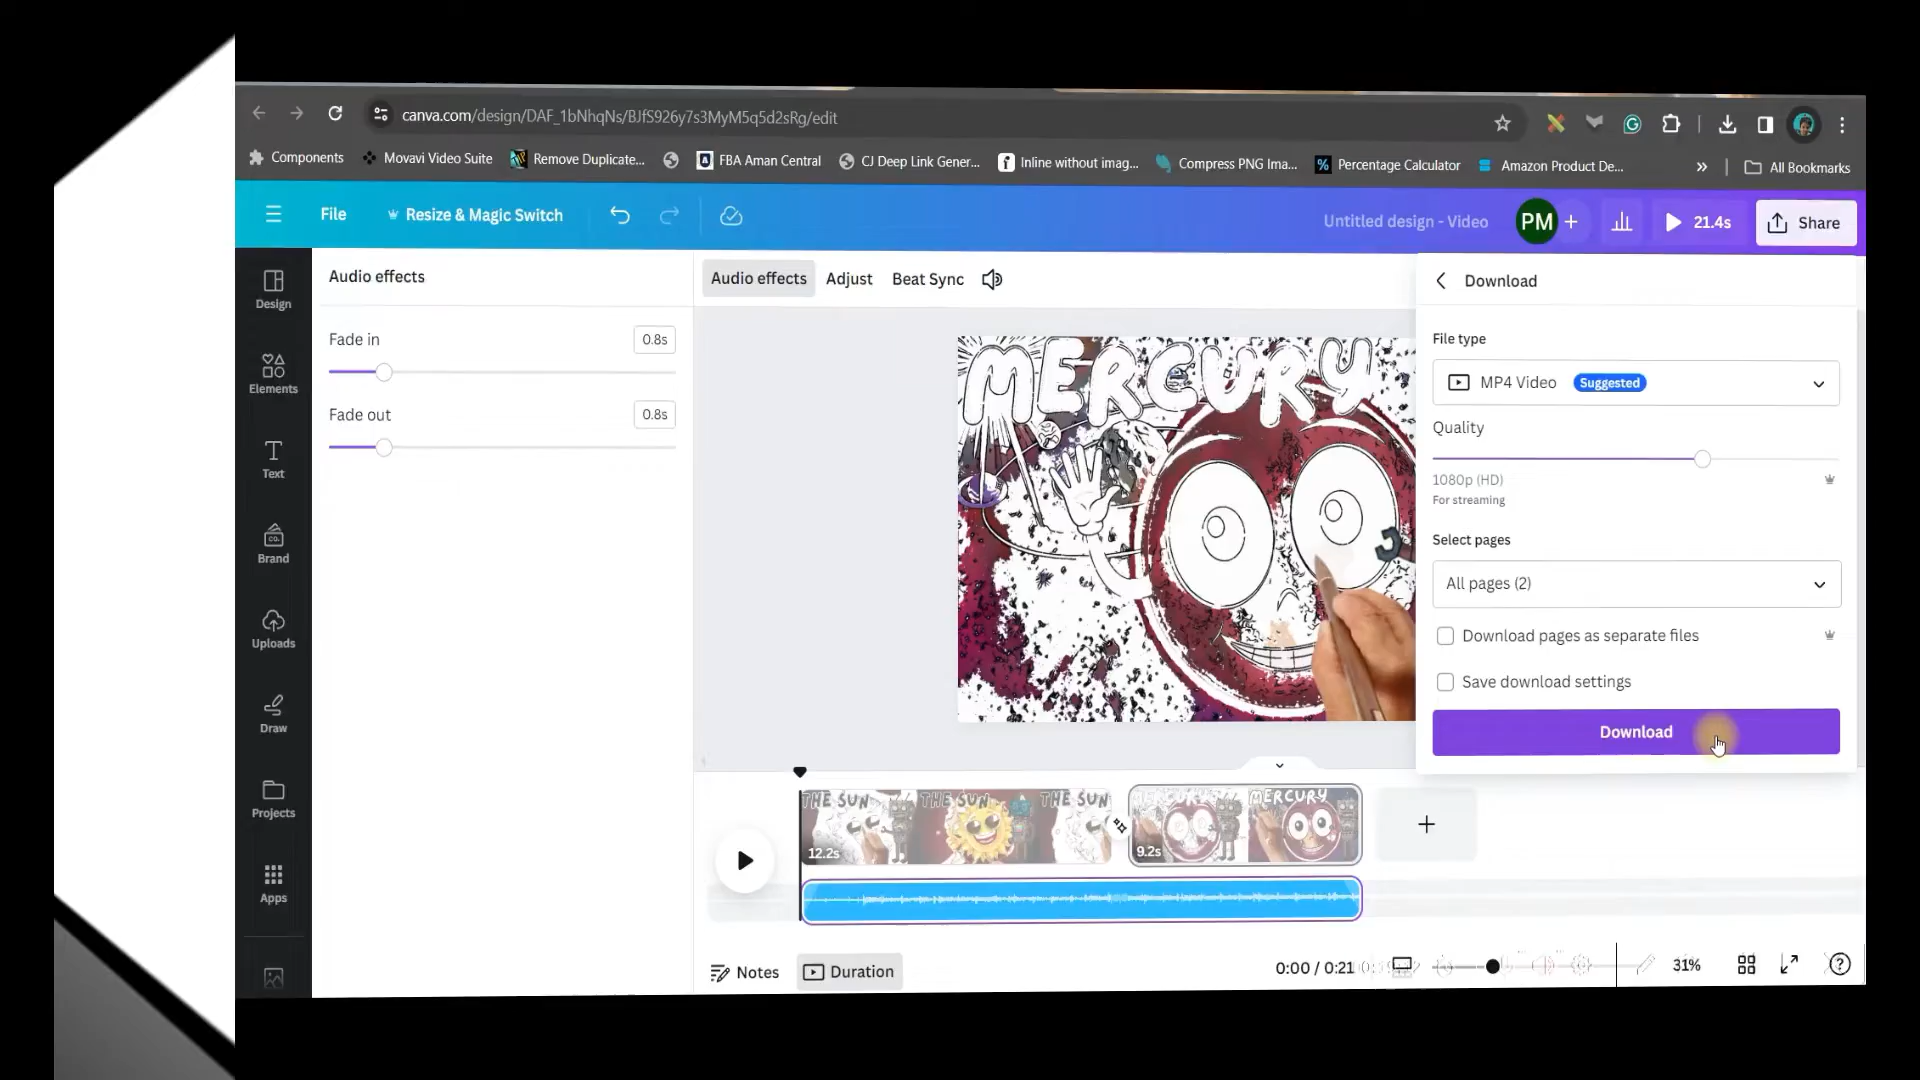 canva.com/design/DAF_1bNhqNs/BJfS926y7s3MyM5q5d2sRg/edit
Components
Movavi Video Suite
Remove Duplicate...
FBA Aman Central
CJ Deep Link Gener...
Inline without imag...
Compress PNG Ima...
Percentage Calculator
Amazon Product De...
»
All Bookmarks
File
Resize & Magic Switch
Untitled design - Video
PM
+
21.4s
Share
Design
Elements
Text
Brand
Uploads
Draw
Projects
Apps
Audio effects
Fade in
0.8s
Fade out
0.8s
Audio effects
Adjust
Beat Sync
MERCURY
Download
File type
MP4 Video
Suggested
Quality
1080p (HD)
For streaming
Select pages
All pages (2)
Download pages as separate files
Save download settings
Download
THE SUN
THE SUN
THE SUN
12.2s
MERCURY
MERCURY
9.2s
+
Notes
Duration
0:00 / 0:21
31%
?